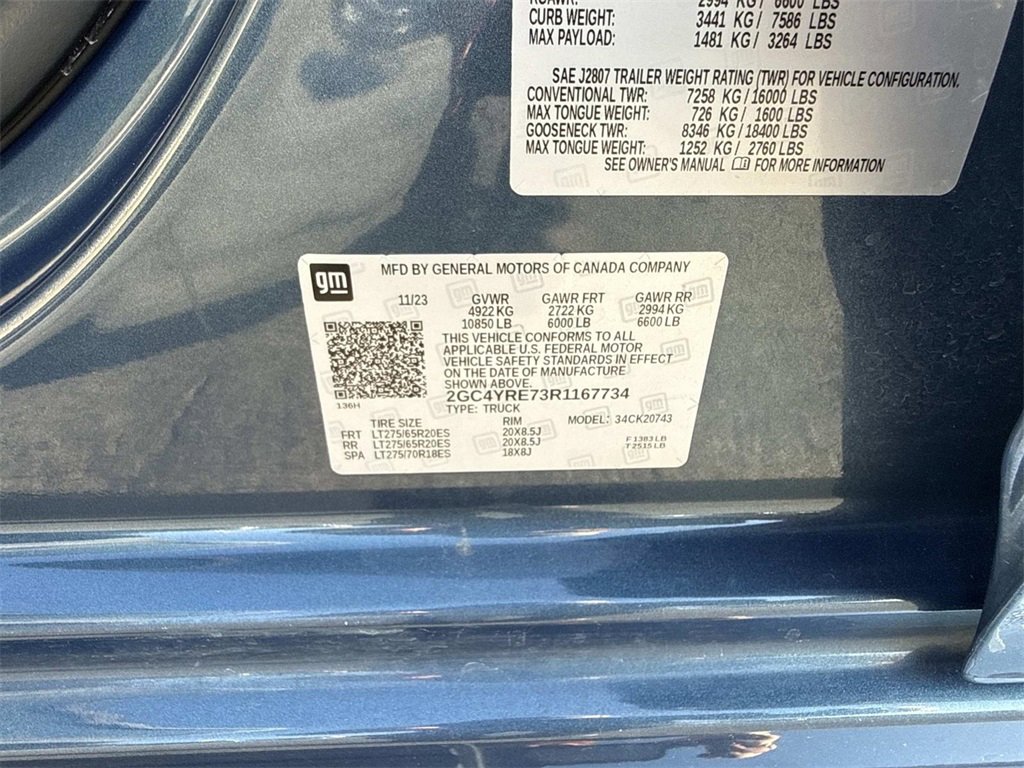 RGAWR: 2994 KG / 6600 LBS
CURB WEIGHT: 3441 KG / 7586 LBS
MAX PAYLOAD: 1481 KG / 3264 LBS
SAE J2807 TRAILER WEIGHT RATING (TWR) FOR VEHICLE CONFIGURATION.
CONVENTIONAL TWR: 7258 KG / 16000 LBS
MAX TONGUE WEIGHT: 726 KG / 1600 LBS
GOOSENECK TWR: 8346 KG / 18400 LBS
MAX TONGUE WEIGHT: 1252 KG / 2760 LBS
SEE OWNER'S MANUAL FOR MORE INFORMATION
gm MFD BY GENERAL MOTORS OF CANADA COMPANY
11/23 GVWR GAWR FRT GAWR RR
4922 KG 2722 KG 2994 KG
10850 LB 6000 LB 6600 LB
THIS VEHICLE CONFORMS TO ALL
APPLICABLE U.S. FEDERAL MOTOR
VEHICLE SAFETY STANDARDS IN EFFECT
ON THE DATE OF MANUFACTURE
SHOWN ABOVE.
2GC4YRE73R1167734
136H
TYPE: TRUCK MODEL: 34CK20743
TIRE SIZE RIM
FRT LT275/65R20ES 20X8.5J F 1383 LB
RR LT275/65R20ES 20X8.5J T 2515 LB
SPA LT275/70R18ES 18X8J